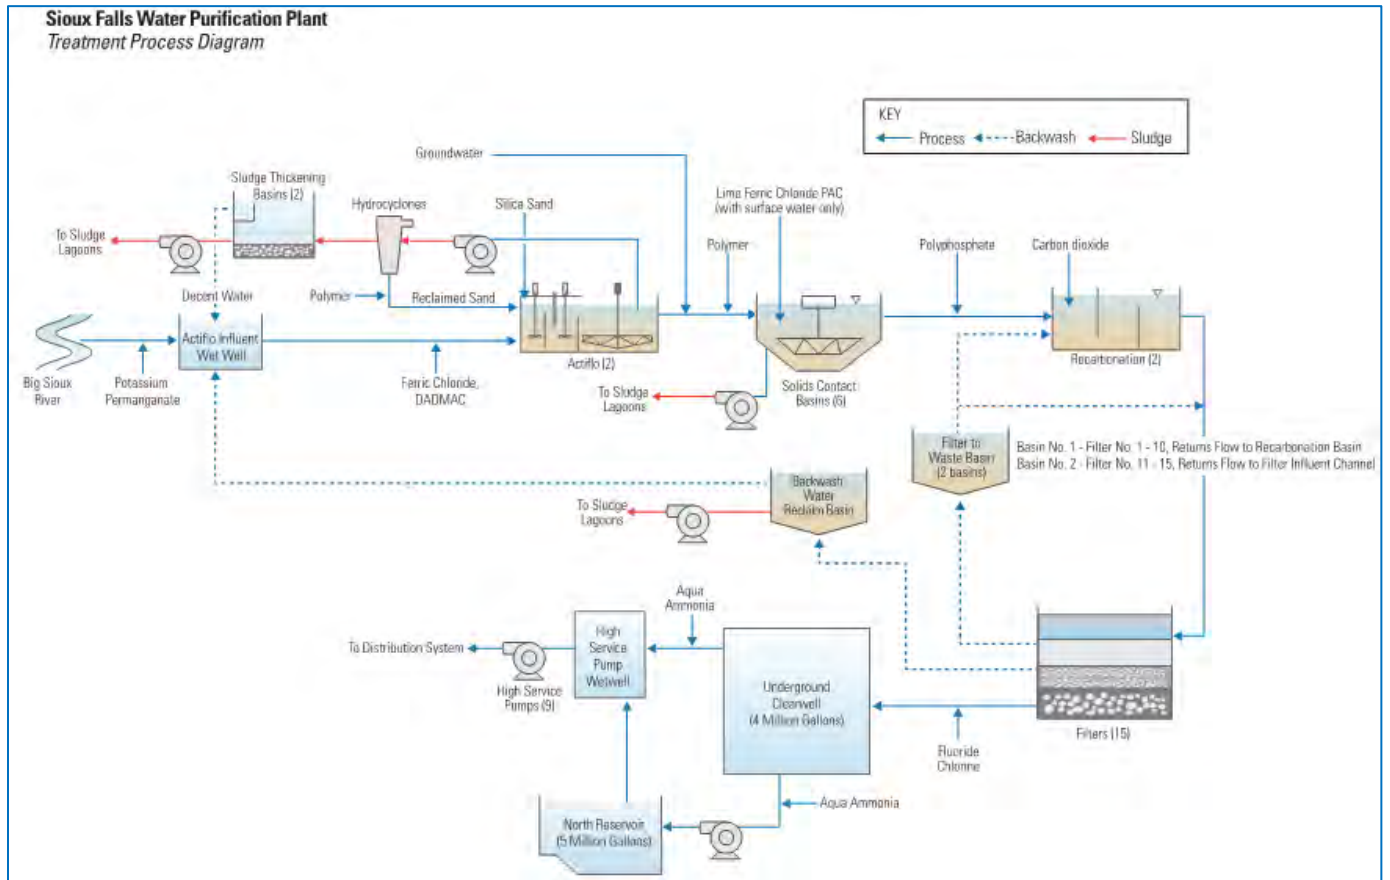 Sioux Falls Water Purification Plant
Treatment Process Diagram
KEY
Process
Backwash
Sludge
Groundwater
Sludge Thickening
Basins (2)
Hydrocyclones
Silica Sand
Lime Ferric Chloride PAC
(with surface water only)
To Sludge
Lagoons
Polymer
Polyphosphate
Carbon dioxide
Decent Water
Polymer
Reclaimed Sand
Actiflo Influent
Wet Well
Actiflo (2)
Recarbonation (2)
Big Sioux
River
Potassium
Permanganate
Ferric Chloride,
DADMAC
To Sludge
Lagoons
Solids Contact
Basins (6)
Filter to
Waste Basin
(2 basins)
Basin No. 1 - Filter No. 1 - 10, Returns Flow to Recarbonation Basin
Basin No. 2 - Filter No. 11 - 15, Returns Flow to Filter Influent Channel
Backwash
Water
Reclaim Basin
To Sludge
Lagoons
Aqua
Ammonia
To Distribution System
High
Service
Pump
Wetwell
High Service
Pumps (9)
Underground
Clearwell
(4 Million Gallons)
Filters (15)
Fluoride
Chlorine
Aqua Ammonia
North Reservoir
(5 Million Gallons)